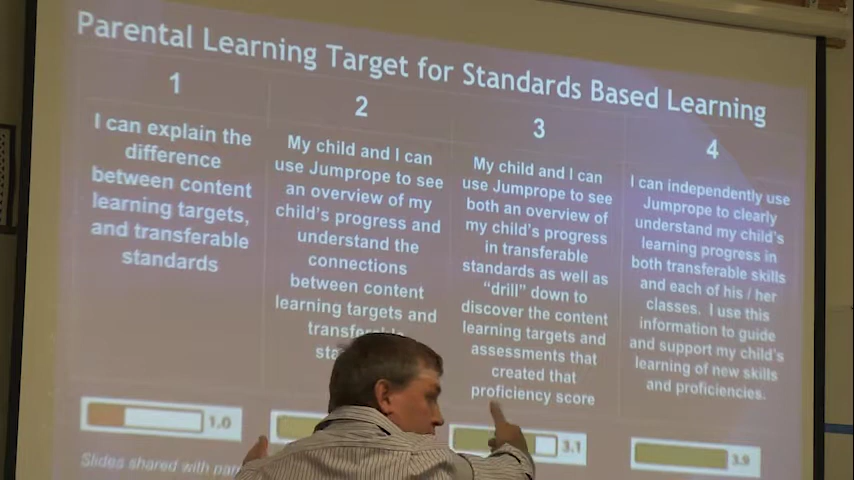 Parental Learning Target for Standards Based Learning
1
I can explain the
difference
between content
learning targets,
and transferable
standards
1.0
2
My child and I can
use Jumprope to see
an overview of my
child's progress and
understand the
connections
between content
learning targets and
3
My child and I can
use Jumprope to see
both an overview of
my child's progress
in transferable
standards as well as
"drill" down to
discover the content
learning targets and
assessments that
created that
proficiency score
3.1
4
I can independently use
Jumprope to clearly
understand my child's
learning progress in
both transferable skills
and each of his / her
classes. I use this
information to guide
and support my child's
learning of new skills
and proficiencies.
3.9
Slides shared with